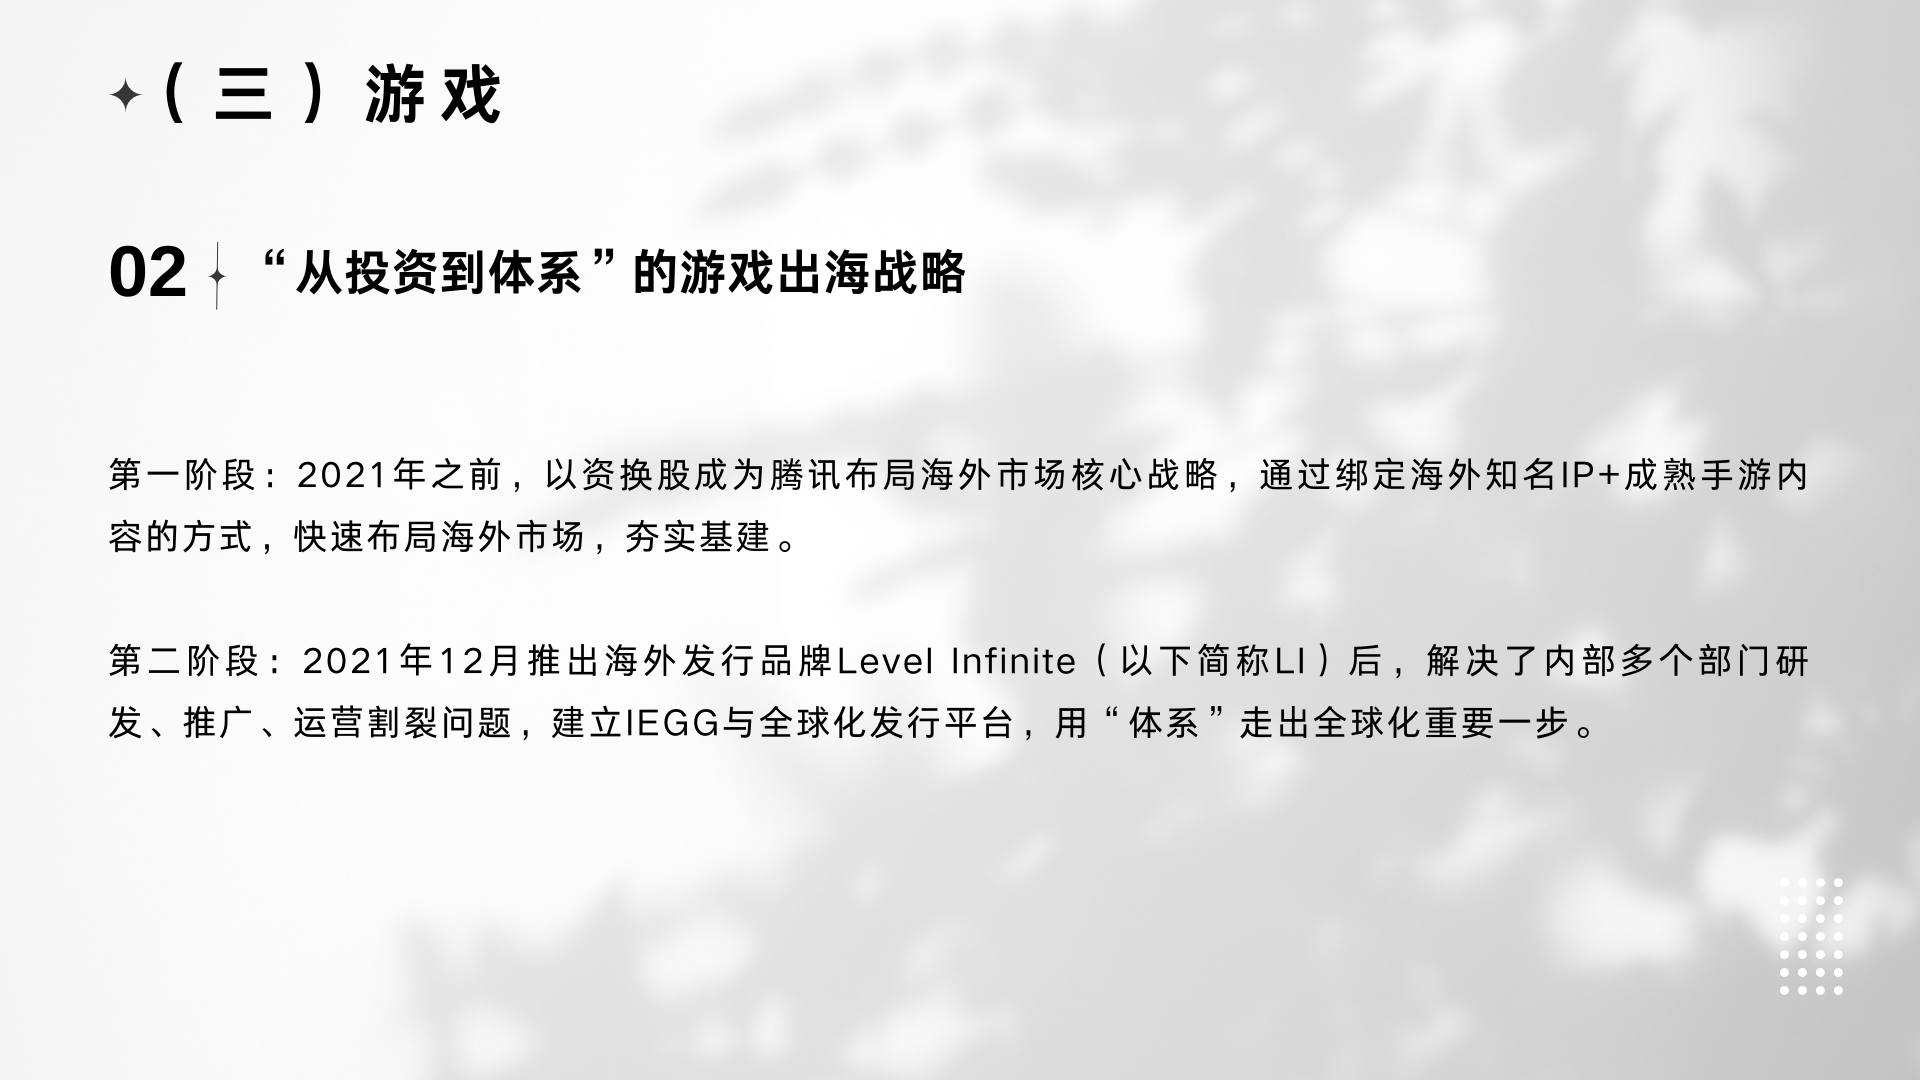 （三）游戏
02 “从投资到体系”的游戏出海战略
第一阶段：2021年之前，以资换股成为腾讯布局海外市场核心战略，通过绑定海外知名IP+成熟手游内
容的方式，快速布局海外市场，夯实基建。
第二阶段：2021年12月推出海外发行品牌Level Infinite（以下简称LI）后，解决了内部多个部门研
发、推广、运营割裂问题，建立IEGG与全球化发行平台，用“体系”走出全球化重要一步。